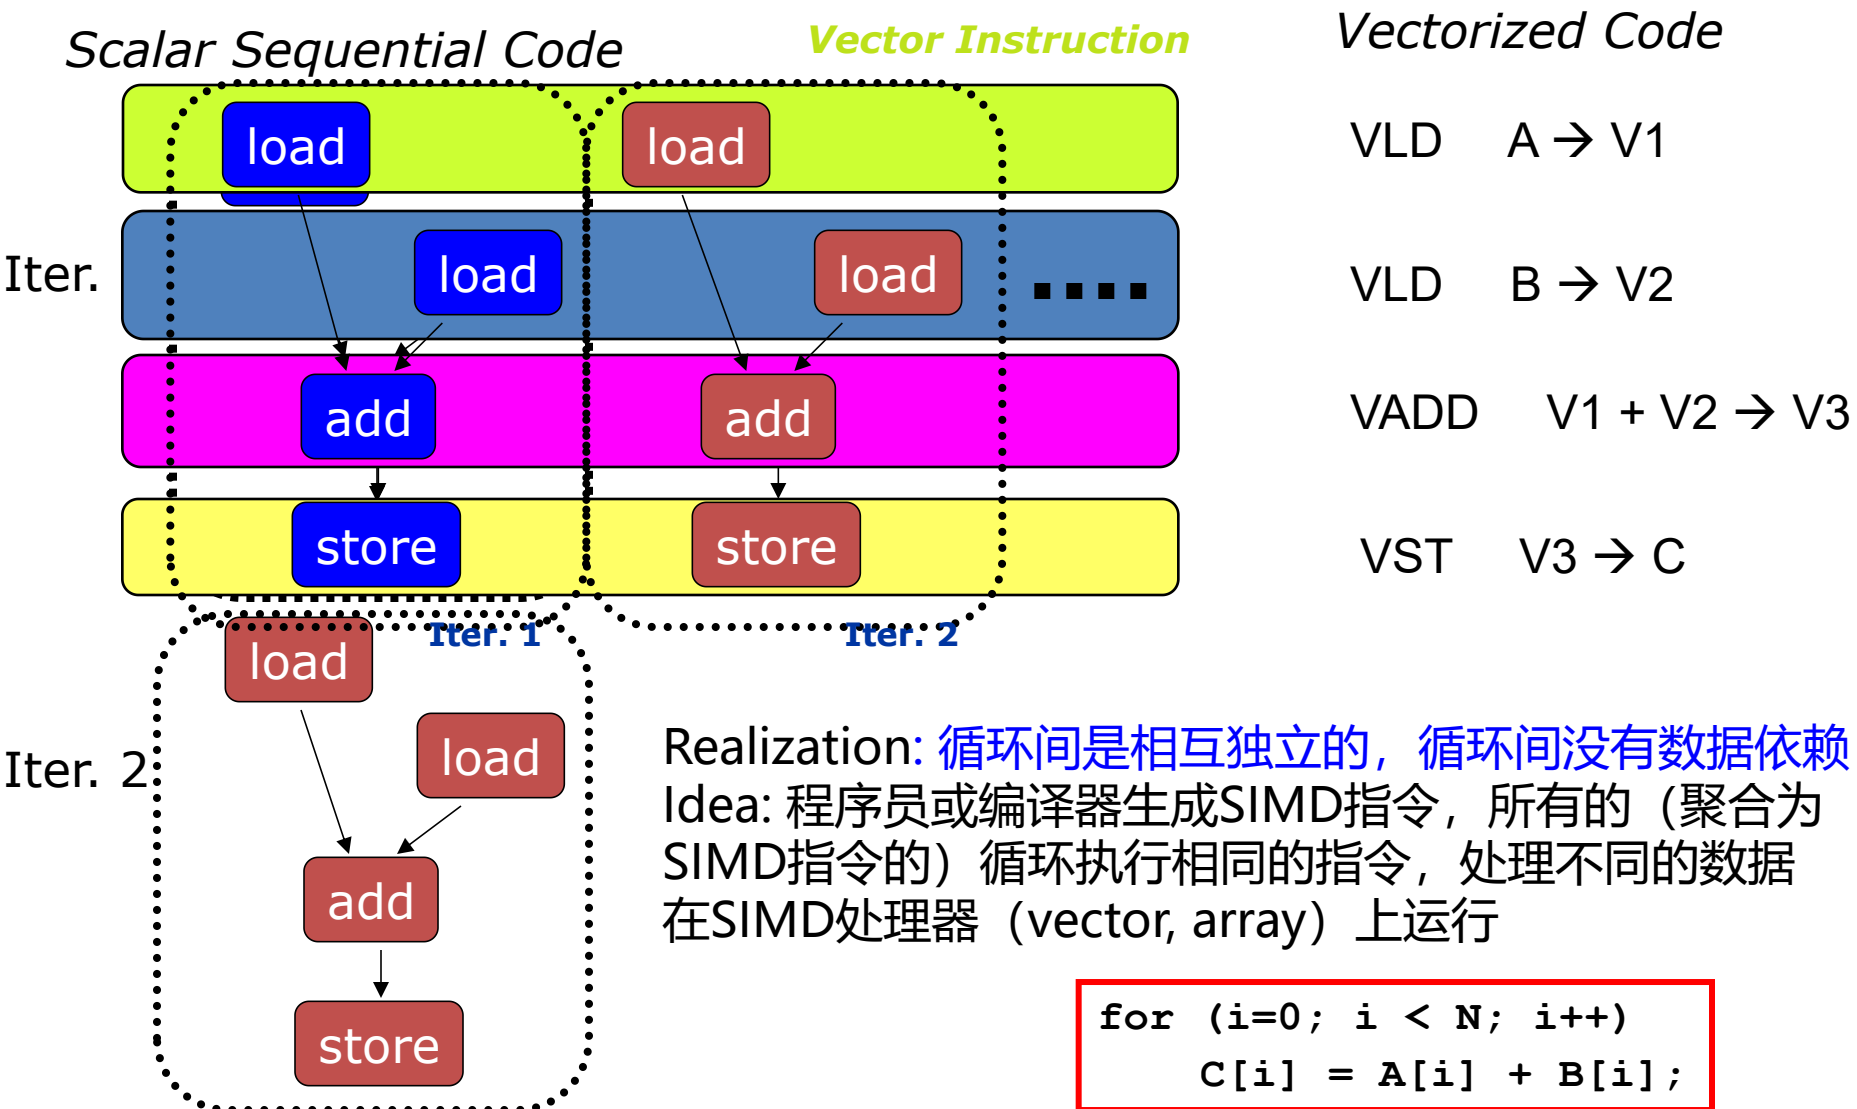 Scalar Sequential Code
Vector Instruction
Vectorized Code
load
load
VLD A → V1
Iter.
load
load
....
VLD B → V2
add
add
VADD V1 + V2 → V3
store
store
VST V3 → C
Iter. 1
Iter. 2
load
Iter. 2
load
add
store
Realization: 循环间是相互独立的，循环间没有数据依赖
Idea: 程序员或编译器生成SIMD指令，所有的（聚合为
SIMD指令的）循环执行相同的指令，处理不同的数据
在SIMD处理器（vector, array）上运行
for (i=0; i < N; i++)
C[i] = A[i] + B[i];